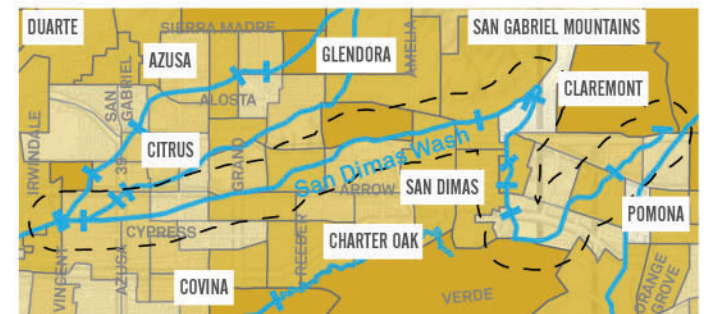 DUARTE
SIERRA MADRE
SAN GABRIEL MOUNTAINS
AZUSA
GLENDORA
AMELIA
CLAREMONT
SAN GABRIEL
ALOSTA
IRWINDALE
CITRUS
39
GRAND
San Dimas Wash
ARROW
SAN DIMAS
POMONA
CYPRESS
REEDER
CHARTER OAK
VINCENT
AZUSA
COVINA
VERDE
ORANGE GROVE